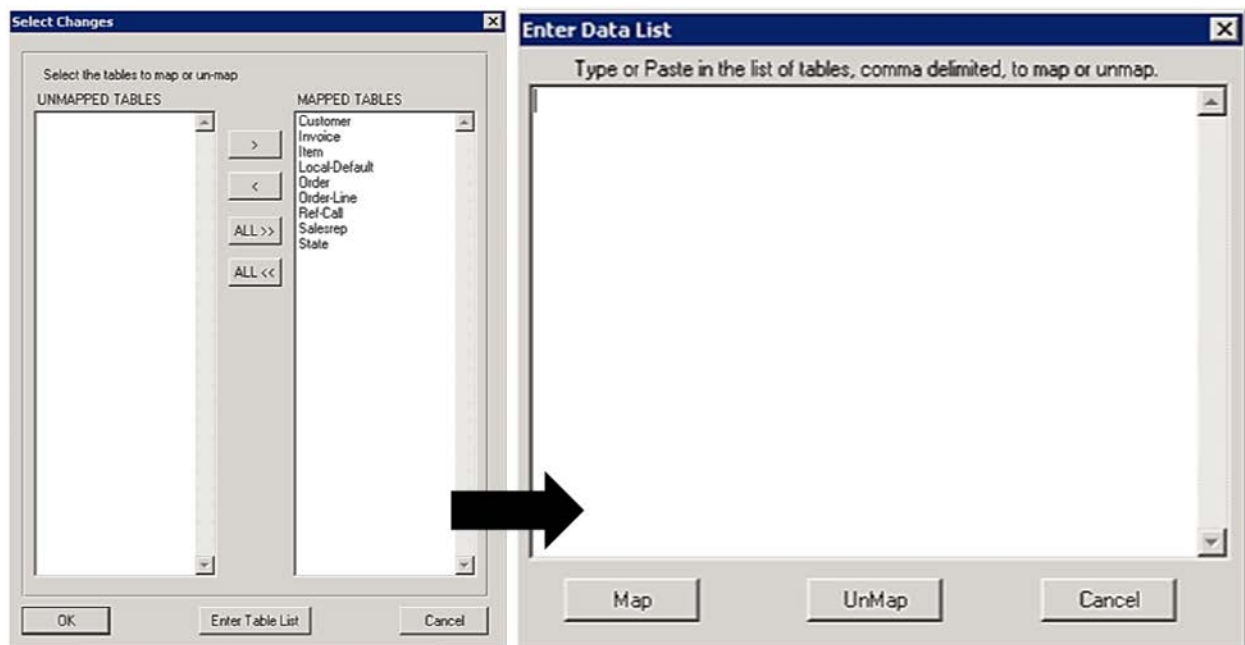 Select Changes
Select the tables to map or un-map
UNMAPPED TABLES
MAPPED TABLES
Customer
Invoice
Item
Local-Default
Order
Order-Line
Ref-Call
Salesrep
State
>
<
ALL >>
ALL <<
OK
Enter Table List
Cancel
Enter Data List
Type or Paste in the list of tables, comma delimited, to map or unmap.
Map
UnMap
Cancel